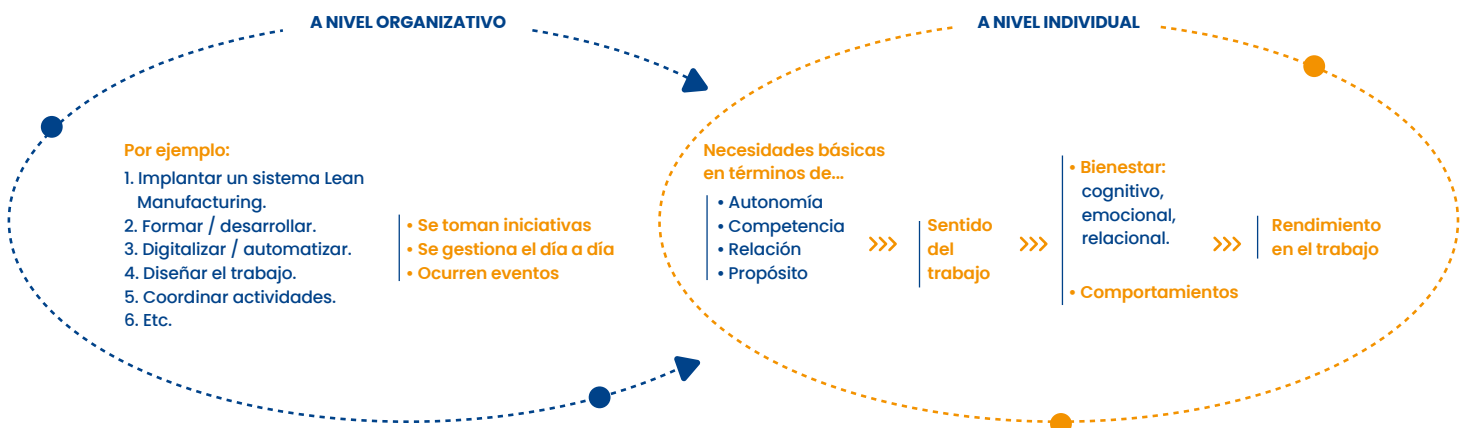 A NIVEL ORGANIZATIVO
Por ejemplo:
1. Implantar un sistema Lean
Manufacturing.
2. Formar / desarrollar.
3. Digitalizar / automatizar.
4. Diseñar el trabajo.
5. Coordinar actividades.
6. Etc.
• Se toman iniciativas
• Se gestiona el día a día
• Ocurren eventos
A NIVEL INDIVIDUAL
Necesidades básicas
en términos de...
• Autonomía
• Competencia
• Relación
• Propósito
>>>
Sentido
del
trabajo
>>>
• Bienestar:
cognitivo,
emocional,
relacional.
• Comportamientos
>>>
Rendimiento
en el trabajo